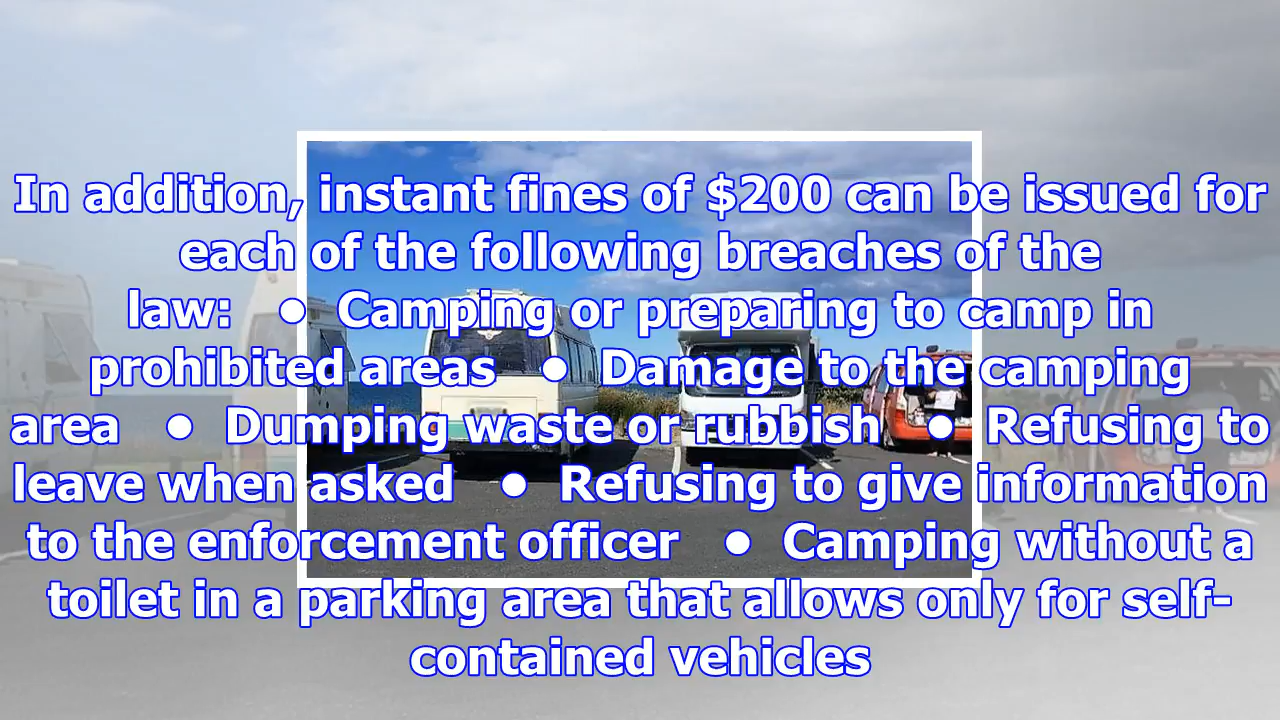 In addition, instant fines of $200 can be issued for
each of the following breaches of the
law: ● Camping or preparing to camp in
prohibited areas ● Damage to the camping
area ● Dumping waste or rubbish ● Refusing to
leave when asked ● Refusing to give information
to the enforcement officer ● Camping without a
toilet in a parking area that allows only for self-
contained vehicles